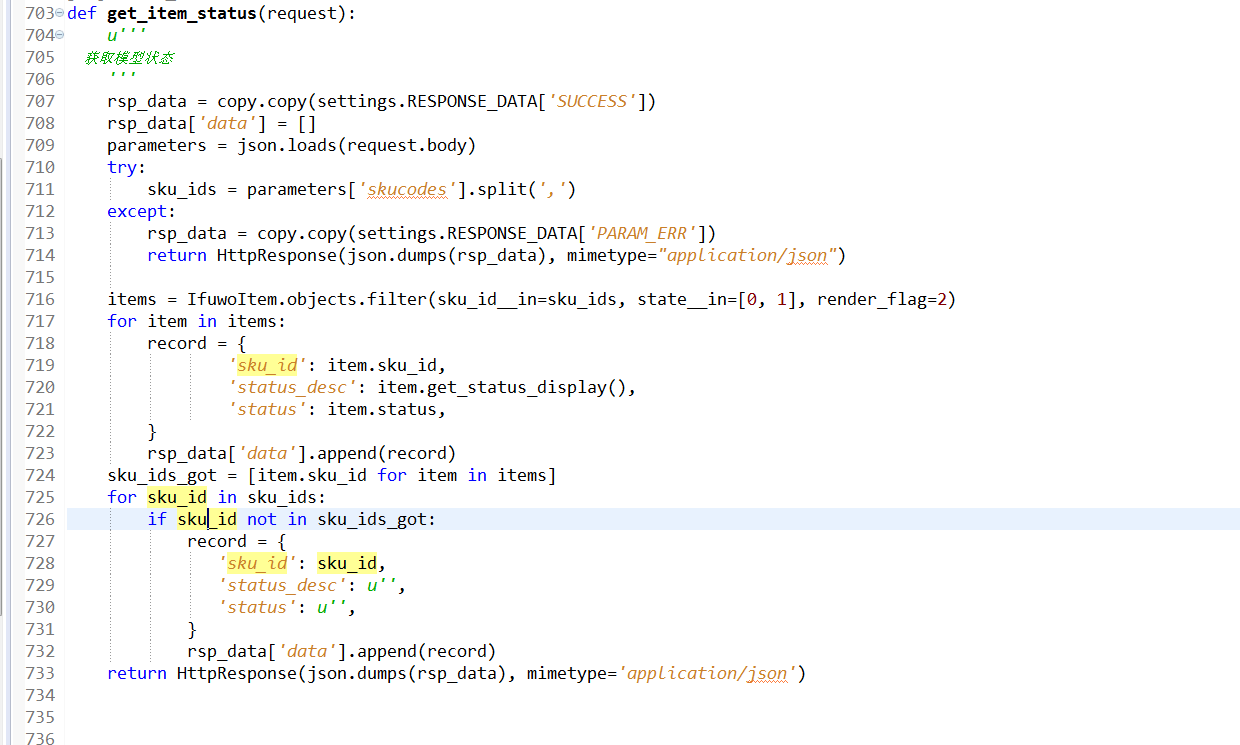 703 def get_item_status(request):
704     u'''
705   获取模型状态
706     '''
707     rsp_data = copy.copy(settings.RESPONSE_DATA['SUCCESS'])
708     rsp_data['data'] = []
709     parameters = json.loads(request.body)
710     try:
711         sku_ids = parameters['skucodes'].split(',')
712     except:
713         rsp_data = copy.copy(settings.RESPONSE_DATA['PARAM_ERR'])
714         return HttpResponse(json.dumps(rsp_data), mimetype="application/json")
715
716     items = IfuwoItem.objects.filter(sku_id__in=sku_ids, state__in=[0, 1], render_flag=2)
717     for item in items:
718         record = {
719                 'sku_id': item.sku_id,
720                 'status_desc': item.get_status_display(),
721                 'status': item.status,
722         }
723         rsp_data['data'].append(record)
724     sku_ids_got = [item.sku_id for item in items]
725     for sku_id in sku_ids:
726         if sku_id not in sku_ids_got:
727             record = {
728                'sku_id': sku_id,
729                'status_desc': u'',
730                'status': u'',
731             }
732             rsp_data['data'].append(record)
733     return HttpResponse(json.dumps(rsp_data), mimetype='application/json')
734
735
736